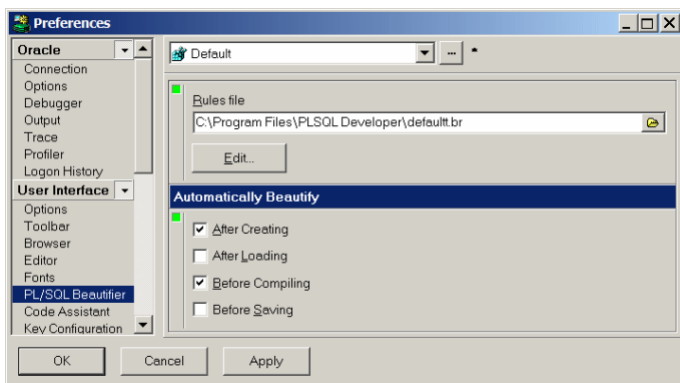 Preferences
Oracle
Connection
Options
Debugger
Output
Trace
Profiler
Logon History
User Interface
Options
Toolbar
Browser
Editor
Fonts
PL/SQL Beautifier
Code Assistant
Key Configuration
Default ... *
Rules file
C:\Program Files\PLSQL Developer\defaultt.br
Edit...
Automatically Beautify
After Creating
After Loading
Before Compiling
Before Saving
OK Cancel Apply